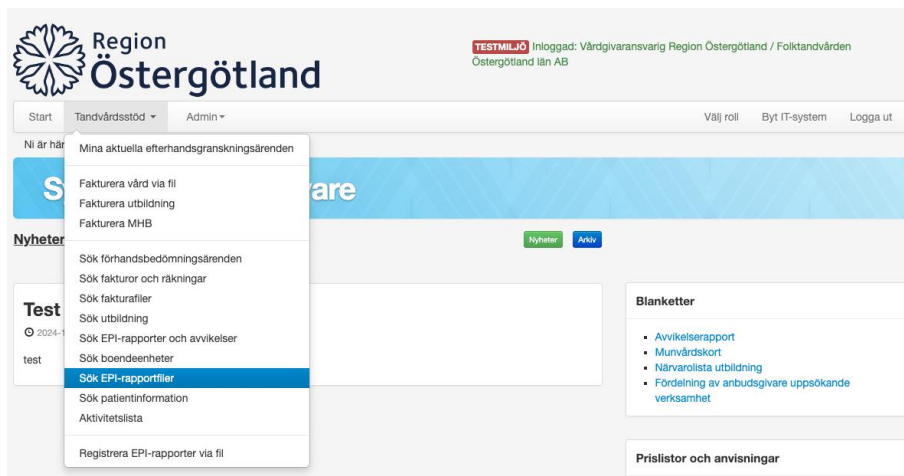 Region
Östergötland
TESTMILJÖ Inloggad: Vårdgivaransvarig Region Östergötland / Folktandvården
Östergötland län AB
Start Tandvårdsstöd Admin Välj roll Byt IT-system Logga ut
Ni är här
Mina aktuella efterhandsgranskningsärenden
Fakturera vård via fil
Fakturera utbildning
Fakturera MHB
are
Nyheter
Nyheter Arkiv
Sök förhandsbedömningsärenden
Sök fakturor och räkningar
Sök fakturafiler
Sök utbildning
Sök EPI-rapporter och avvikelser
Sök boendeenheter
Sök EPI-rapportfiler
Sök patientinformation
Aktivitetslista
Registrera EPI-rapporter via fil
Test
2024-1
test
Blanketter
Avvikelserapport
Munvårdskort
Närvarolista utbildning
Fördelning av anbudsgivare uppsökande
verksamhet
Prislistor och anvisningar